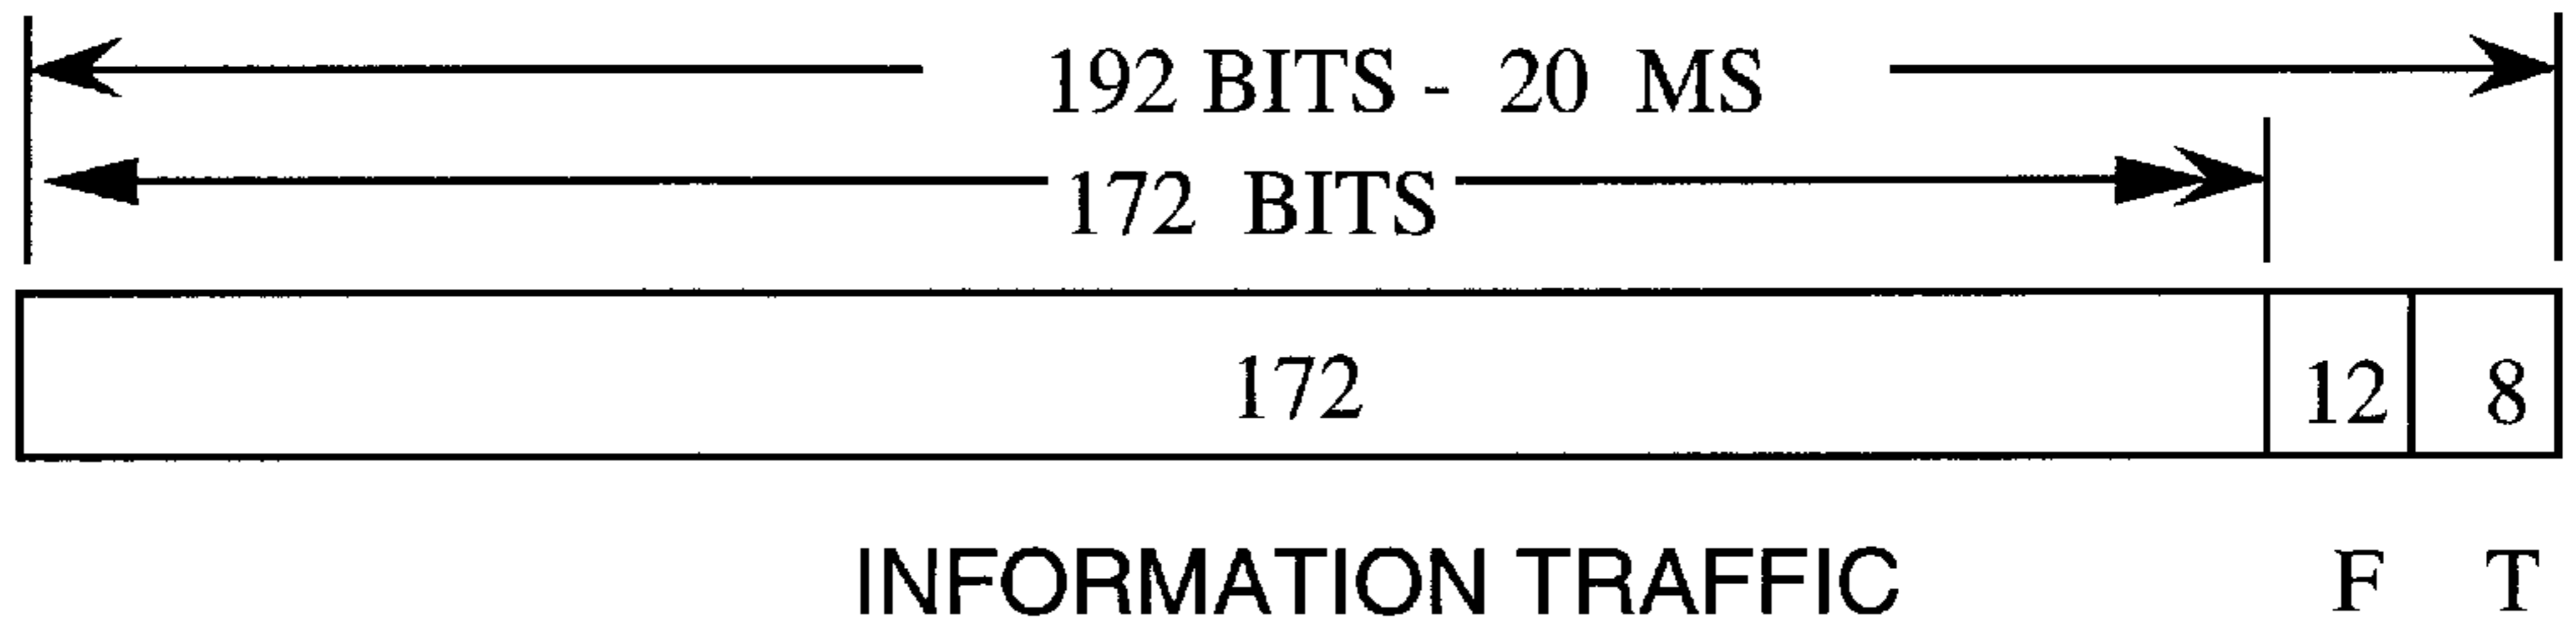 192 BITS - 20 MS
172 BITS
172 12 8
INFORMATION TRAFFIC F T